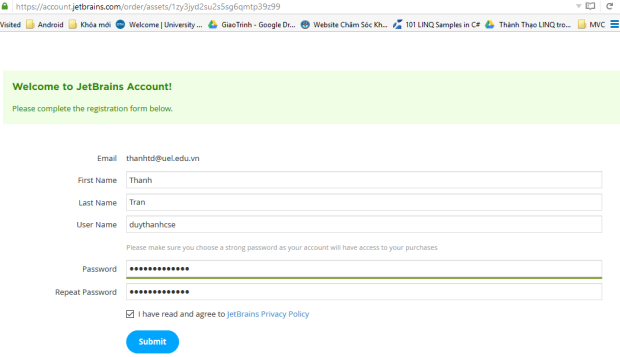 https://account.jetbrains.com/order/assets/1zy3jyd2su2s5sg6qmtp39z99
Visited Android Khóa mới Welcome | University ... GiaoTrinh - Google Dr... Website Chăm Sóc Kh... 101 LINQ Samples in C# Thành Thạo LINQ tro... MVC
Welcome to JetBrains Account!
Please complete the registration form below.
Email thanhtd@uel.edu.vn
First Name Thanh
Last Name Tran
User Name duythanhcse
Please make sure you choose a strong password as your account will have access to your purchases
Password •••••••••••••
Repeat Password •••••••••••••
I have read and agree to JetBrains Privacy Policy
Submit